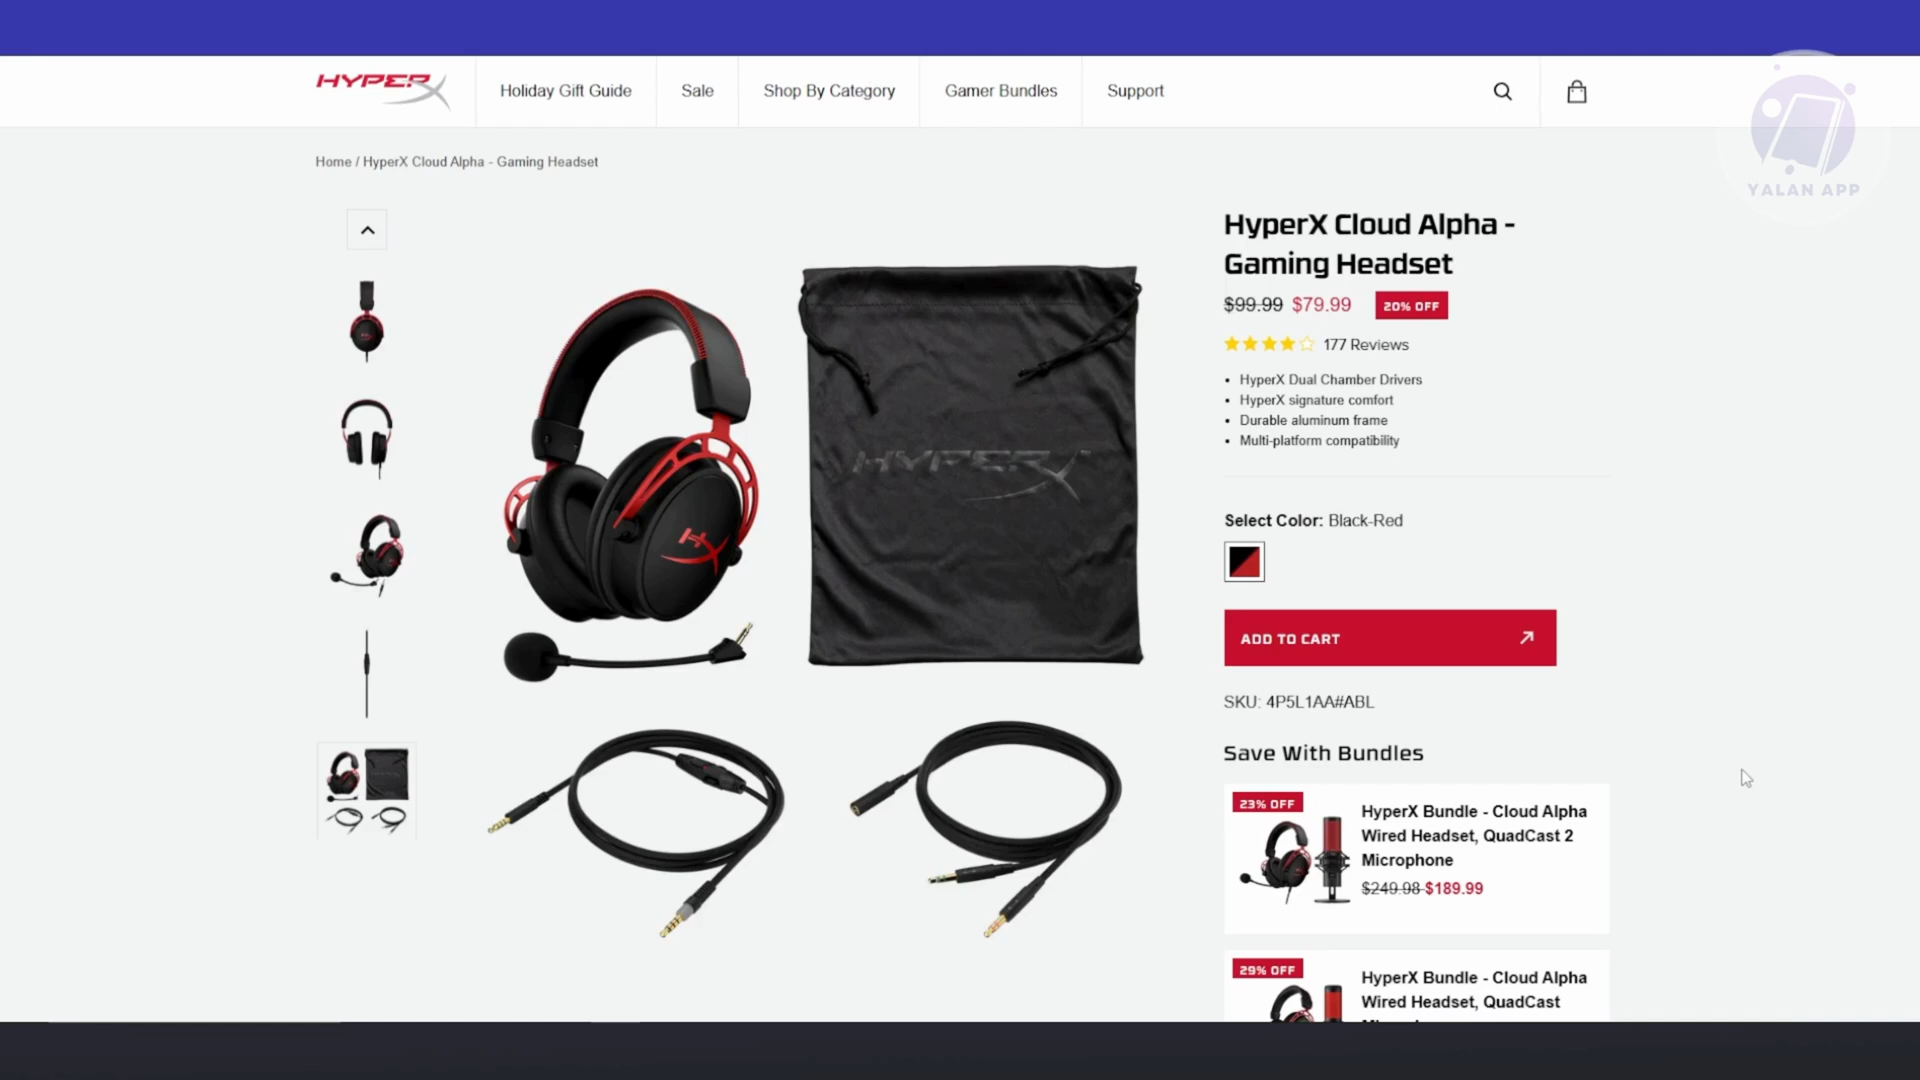 HYPERX
Holiday Gift Guide
Sale
Shop By Category
Gamer Bundles
Support
YALAN APP
Home / HyperX Cloud Alpha - Gaming Headset
HyperX Cloud Alpha -
Gaming Headset
$99.99 $79.99 20% OFF
177 Reviews
• HyperX Dual Chamber Drivers
• HyperX signature comfort
• Durable aluminum frame
• Multi-platform compatibility
HYPERX
HX
Select Color: Black-Red
ADD TO CART
SKU: 4P5L1AA#ABL
Save With Bundles
23% OFF
HyperX Bundle - Cloud Alpha
Wired Headset, QuadCast 2
Microphone
$249.98 $189.99
29% OFF
HyperX Bundle - Cloud Alpha
Wired Headset, QuadCast